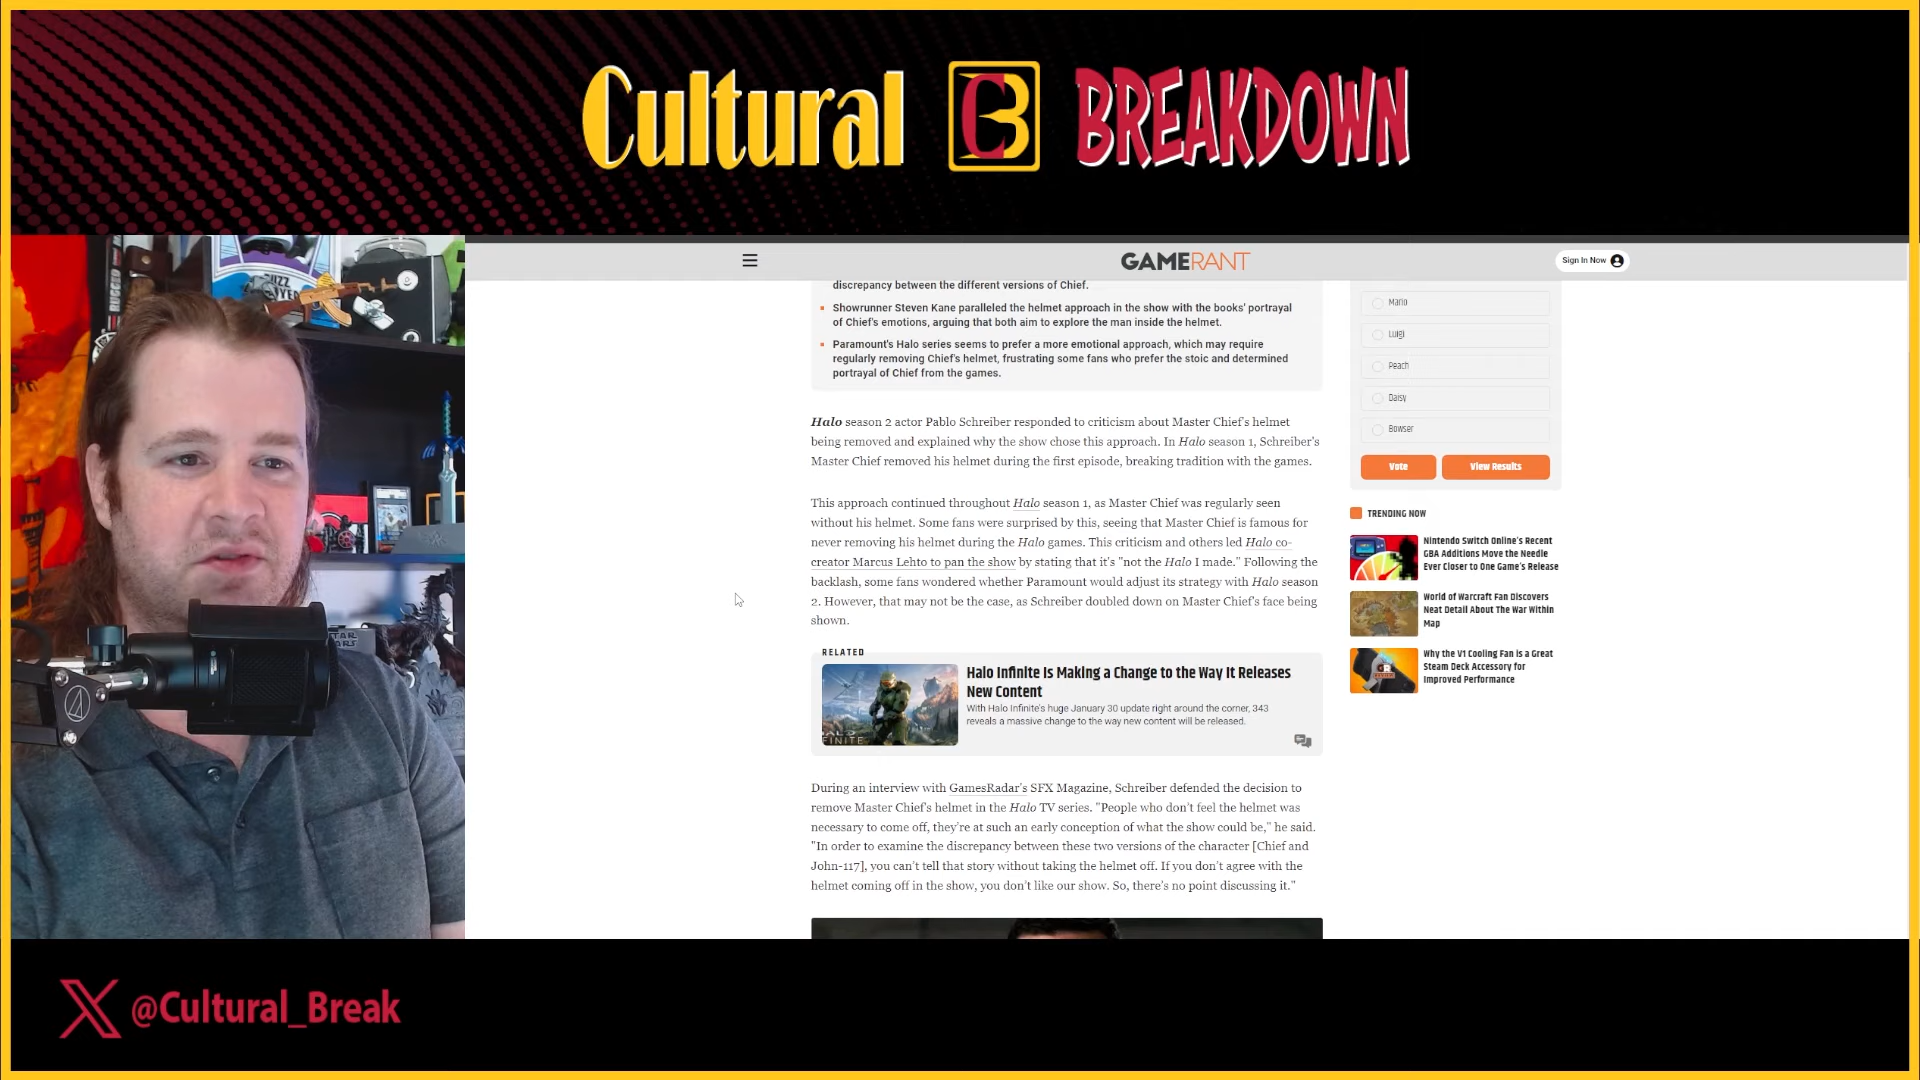 Cultural CB BREAKDOWN
GAMERANT
Sign In Now
discrepancy between the different versions of Chief.
Showrunner Steven Kane paralleled the helmet approach in the show with the books' portrayal
of Chief's emotions, arguing that both aim to explore the man inside the helmet.
Paramount's Halo series seems to prefer a more emotional approach, which may require
regularly removing Chief's helmet, frustrating some fans who prefer the stoic and determined
portrayal of Chief from the games.
Halo season 2 actor Pablo Schreiber responded to criticism about Master Chief's helmet
being removed and explained why the show chose this approach. In Halo season 1, Schreiber's
Master Chief removed his helmet during the first episode, breaking tradition with the games.
This approach continued throughout Halo season 1, as Master Chief was regularly seen
without his helmet. Some fans were surprised by this, seeing that Master Chief is famous for
never removing his helmet during the Halo games. This criticism and others led Halo co-
creator Marcus Lehto to pan the show by stating that it's "not the Halo I made." Following the
backlash, some fans wondered whether Paramount would adjust its strategy with Halo season
2. However, that may not be the case, as Schreiber doubled down on Master Chief's face being
shown.
RELATED
Halo Infinite Is Making a Change to the Way It Releases
New Content
With Halo Infinite's huge January 30 update right around the corner, 343
reveals a massive change to the way new content will be released.
During an interview with GamesRadar's SFX Magazine, Schreiber defended the decision to
remove Master Chief's helmet in the Halo TV series. "People who don't feel the helmet was
necessary to come off, they're at such an early conception of what the show could be," he said.
"In order to examine the discrepancy between these two versions of the character [Chief and
John-117], you can't tell that story without taking the helmet off. If you don't agree with the
helmet coming off in the show, you don't like our show. So, there's no point discussing it."
Mario
Luigi
Peach
Daisy
Bowser
Vote
View Results
TRENDING NOW
Nintendo Switch Online's Recent
GBA Additions Move the Needle
Ever Closer to One Game's Release
World of Warcraft Fan Discovers
Neat Detail About The War Within
Map
Why the V1 Cooling Fan is a Great
Steam Deck Accessory for
Improved Performance
STAR
WARS
X @Cultural_Break